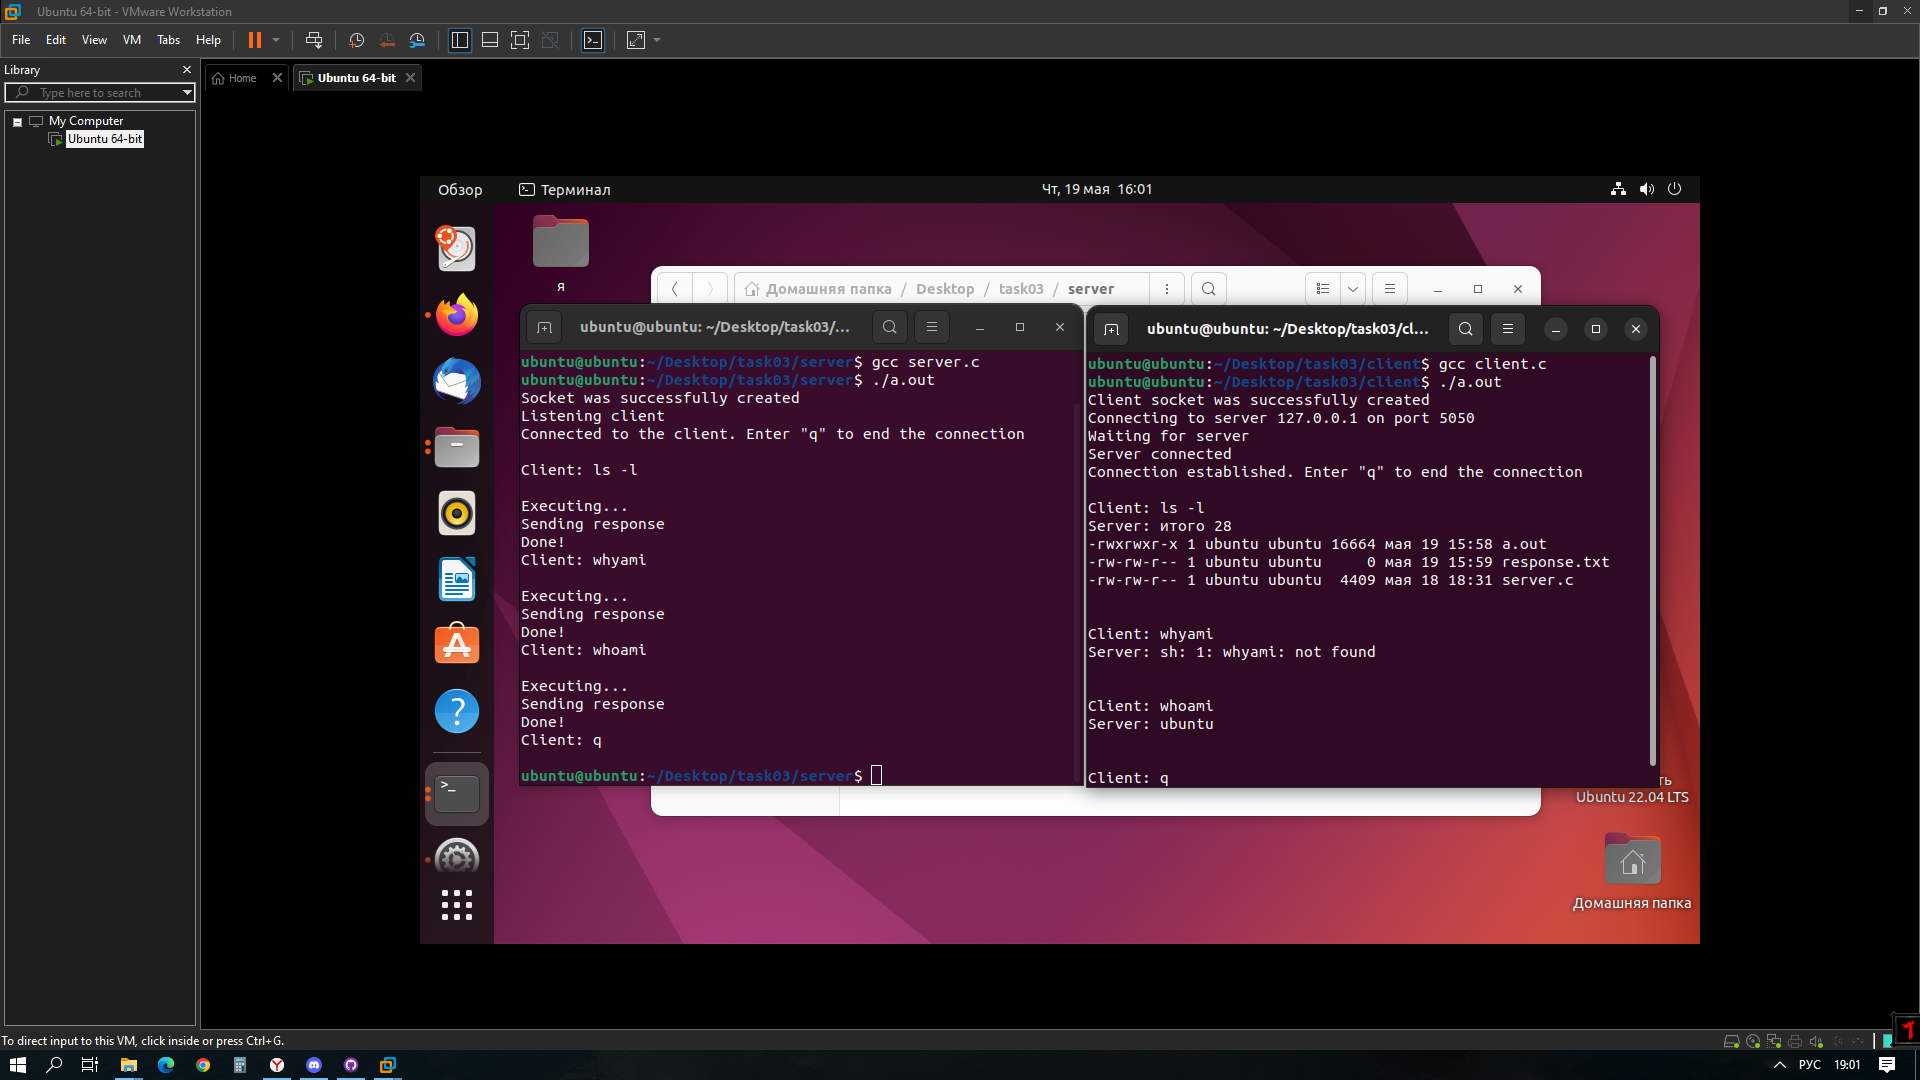 Ubuntu 64-bit - VMware Workstation
File Edit View VM Tabs Help
Library
Home
Ubuntu 64-bit
Type here to search
My Computer
Ubuntu 64-bit
Обзор
Терминал
Чт, 19 мая 16:01
я
Домашняя папка / Desktop / task03 / server
ubuntu@ubuntu: ~/Desktop/task03/...
ubuntu@ubuntu:~/Desktop/task03/server$ gcc server.c
ubuntu@ubuntu:~/Desktop/task03/server$ ./a.out
Socket was successfully created
Listening client
Connected to the client. Enter "q" to end the connection
Client: ls -l
Executing...
Sending response
Done!
Client: whyami
Executing...
Sending response
Done!
Client: whoami
Executing...
Sending response
Done!
Client: q
ubuntu@ubuntu:~/Desktop/task03/server$
ubuntu@ubuntu: ~/Desktop/task03/cl...
ubuntu@ubuntu:~/Desktop/task03/client$ gcc client.c
ubuntu@ubuntu:~/Desktop/task03/client$ ./a.out
Client socket was successfully created
Connecting to server 127.0.0.1 on port 5050
Waiting for server
Server connected
Connection established. Enter "q" to end the connection
Client: ls -l
Server: итого 28
-rwxrwxr-x 1 ubuntu ubuntu 16664 мая 19 15:58 a.out
-rw-rw-r-- 1 ubuntu ubuntu     0 мая 19 15:59 response.txt
-rw-rw-r-- 1 ubuntu ubuntu  4409 мая 18 18:31 server.c
Client: whyami
Server: sh: 1: whyami: not found
Client: whoami
Server: ubuntu
Client: q
ть
Ubuntu 22.04 LTS
Домашняя папка
To direct input to this VM, click inside or press Ctrl+G.
РУС 19:01